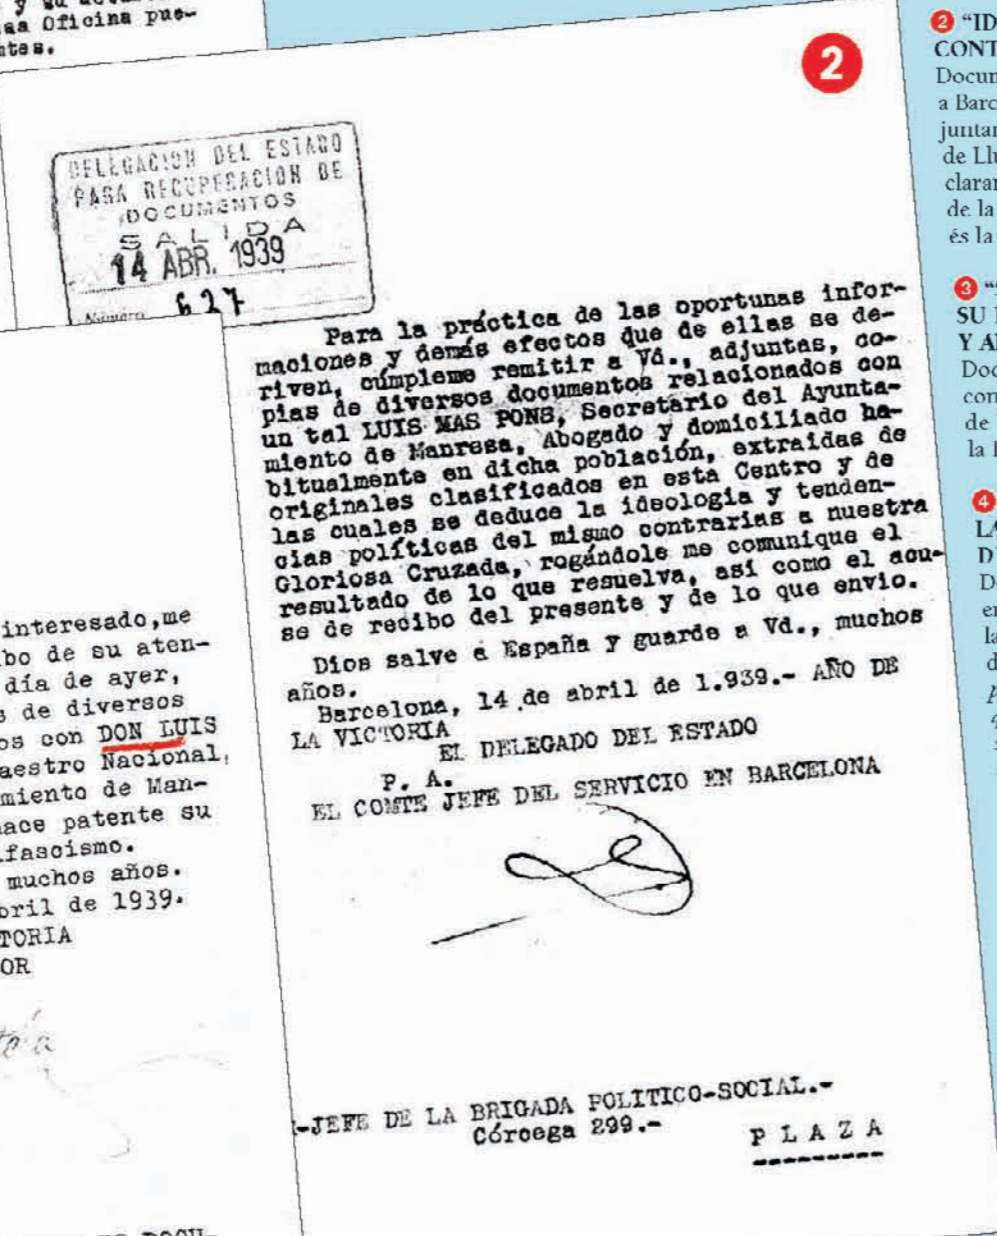 y su
sa Oficina pue-
ntes.
2
DELEGACION DEL ESTADO
PARA RECUPERACION DE
DOCUMENTOS
SALIDA
14 ABR. 1939
Número 627
Para la práctica de las oportunas infor-
maciones y demás efectos que de ellas se de-
riven, cúmpleme remitir a Vd., adjuntas, co-
pias de diversos documentos relacionados con
un tal LUIS MAS PONS, Secretario del Ayunta-
miento de Manresa, Abogado y domiciliado ha-
bitualmente en dicha población, extraidas de
originales clasificados en esta Centro y de
las cuales se deduce la ideologia y tenden-
cias políticas del mismo contrarias a nuestra
Gloriosa Cruzada, rogándole me comunique el
resultado de lo que resuelva, así como el acu-
se de recibo del presente y de lo que envio.
Dios salve a España y guarde a Vd., muchos
años.
Barcelona, 14 de abril de 1.939.- AÑO DE
LA VICTORIA
EL DELEGADO DEL ESTADO
P. A.
EL COMTE JEFE DEL SERVICIO EN BARCELONA
-JEFE DE LA BRIGADA POLITICO-SOCIAL.-
Córcega 299.-
P L A Z A
interesado,me
bo de su aten-
día de ayer,
s de diversos
os con DON LUIS
aestro Nacional,
miento de Man-
hace patente su
ifascismo.
muchos años.
bril de 1939.
TORIA
OR
DOCU-
2 “ID
CONT
Docum
a Barc
juntam
de Llu
claram
de la
és la
3 “
SU I
Y AI
Doc
con
de
la I
4
LA
D
D
en
la
d